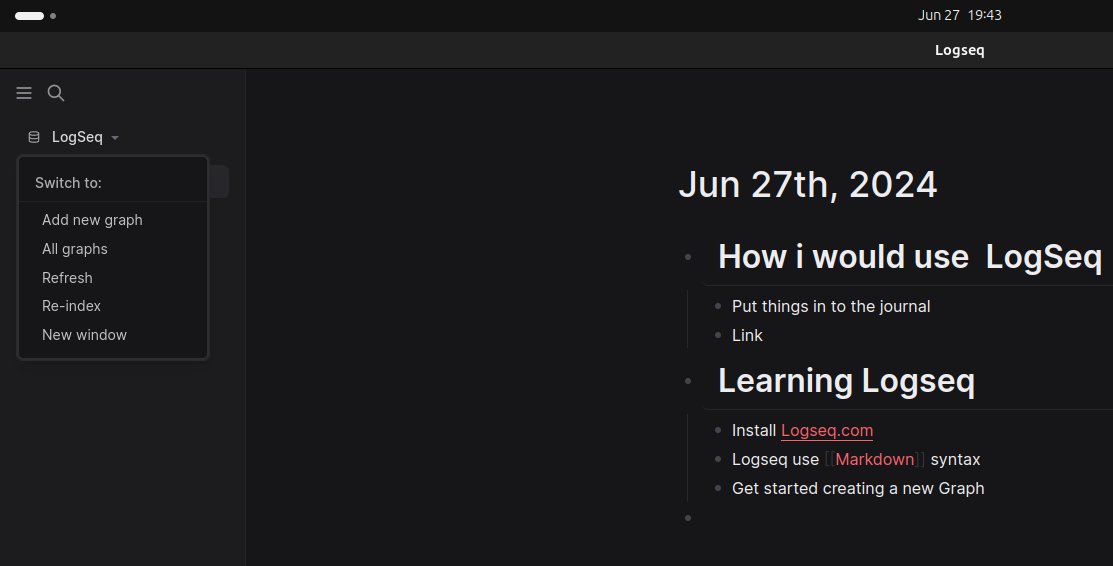 Jun 27 19:43
Logseq
LogSeq
Switch to:
Add new graph
All graphs
Refresh
Re-index
New window
Jun 27th, 2024
How i would use  LogSeq
Put things in to the journal
Link
Learning Logseq
Install Logseq.com
Logseq use [[Markdown]] syntax
Get started creating a new Graph